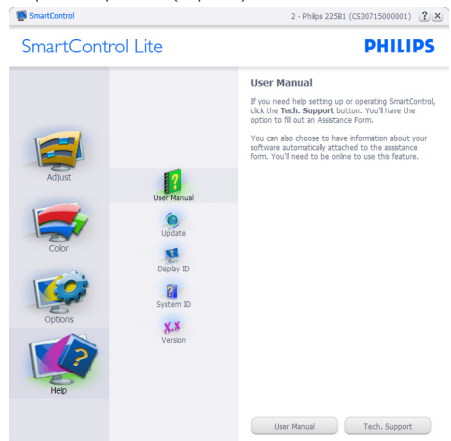 SmartControl
2 - Philips 225B1 (CS30715000001)
?
SmartControl Lite
PHILIPS
Adjust
Color
Options
Help
User Manual
Update
Display ID
System ID
X.X
Version
User Manual
If you need help setting up or operating SmartControl,
click the Tech. Support button. You'll have the
option to fill out an Assistance Form.
You can also choose to have information about your
software automatically attached to the assistance
form. You'll need to be online to use this feature.
User Manual
Tech. Support